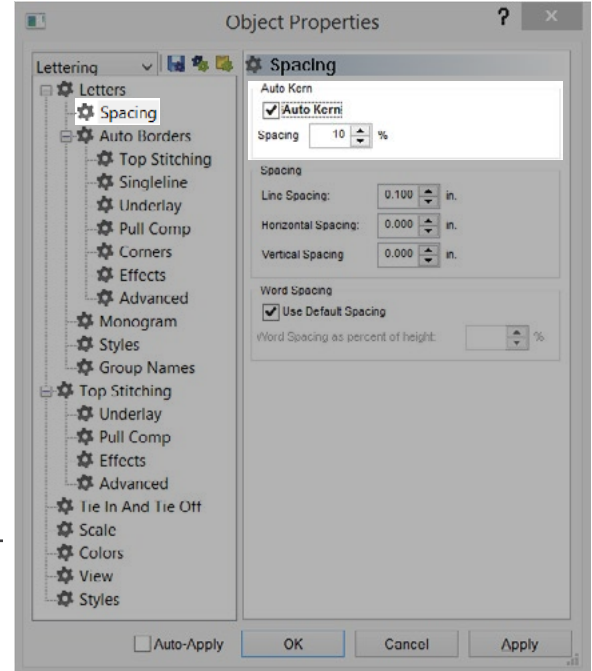 Object Properties ?
Lettering
Letters
Spacing
Auto Borders
Top Stitching
Singleline
Underlay
Pull Comp
Corners
Effects
Advanced
Monogram
Styles
Group Names
Top Stitching
Underlay
Pull Comp
Effects
Advanced
Tie In And Tie Off
Scale
Colors
View
Styles
Spacing
Auto Kern
Auto Kern
Spacing 10 %
Spacing
Line Spacing: 0.100 in.
Horizontal Spacing: 0.000 in.
Vertical Spacing 0.000 in.
Word Spacing
Use Default Spacing
Word Spacing as percent of height: %
Auto-Apply OK Cancel Apply